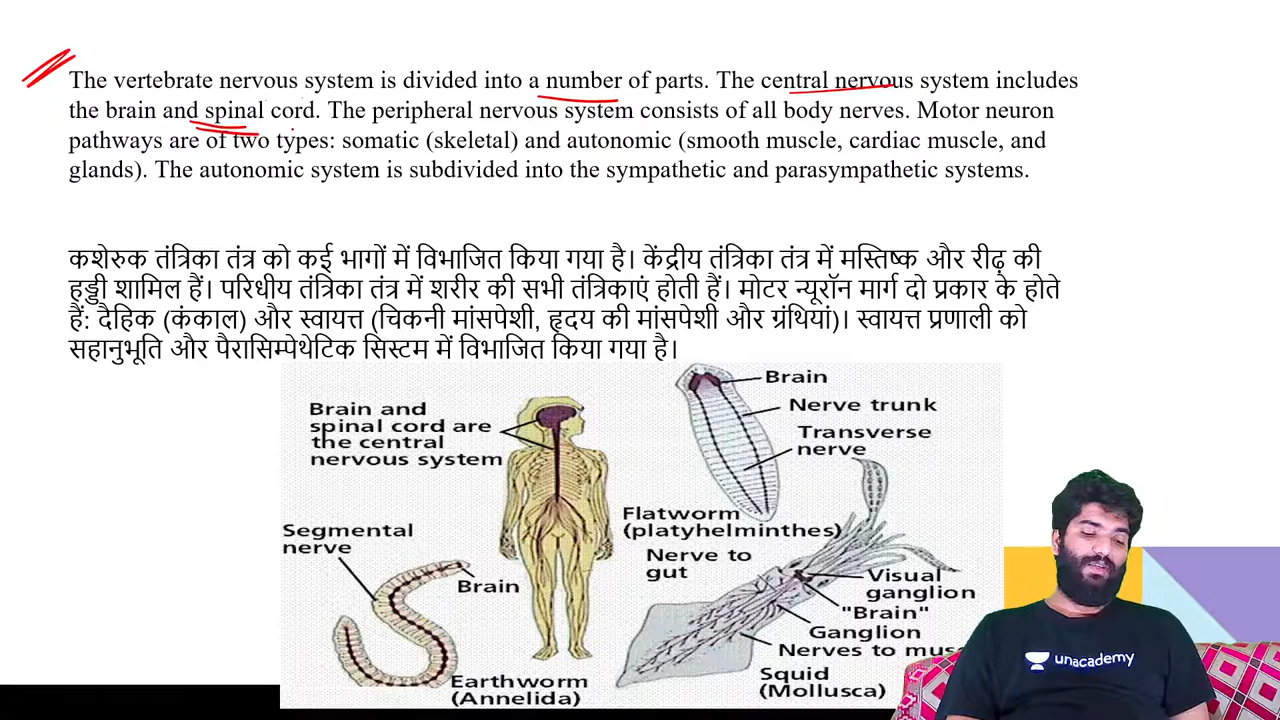 The vertebrate nervous system is divided into a number of parts. The central nervous system includes
the brain and spinal cord. The peripheral nervous system consists of all body nerves. Motor neuron
pathways are of two types: somatic (skeletal) and autonomic (smooth muscle, cardiac muscle, and
glands). The autonomic system is subdivided into the sympathetic and parasympathetic systems.
कशेरुक तंत्रिका तंत्र को कई भागों में विभाजित किया गया है। केंद्रीय तंत्रिका तंत्र में मस्तिष्क और रीढ़ की
हड्डी शामिल हैं। परिधीय तंत्रिका तंत्र में शरीर की सभी तंत्रिकाएं होती हैं। मोटर न्यूरॉन मार्ग दो प्रकार के होते
हैं: दैहिक (कंकाल) और स्वायत्त (चिकनी मांसपेशी, हृदय की मांसपेशी और ग्रंथियां)। स्वायत्त प्रणाली को
सहानुभूति और पैरासिम्पेथेटिक सिस्टम में विभाजित किया गया है।
Brain and
spinal cord are
the central
nervous system
Segmental
nerve
Brain
Earthworm
(Annelida)
Brain
Nerve trunk
Transverse
nerve
Flatworm
(platyhelminthes)
Nerve to
gut
Visual
ganglion
"Brain"
Ganglion
Nerves to musc
Squid
(Mollusca)
unacademy